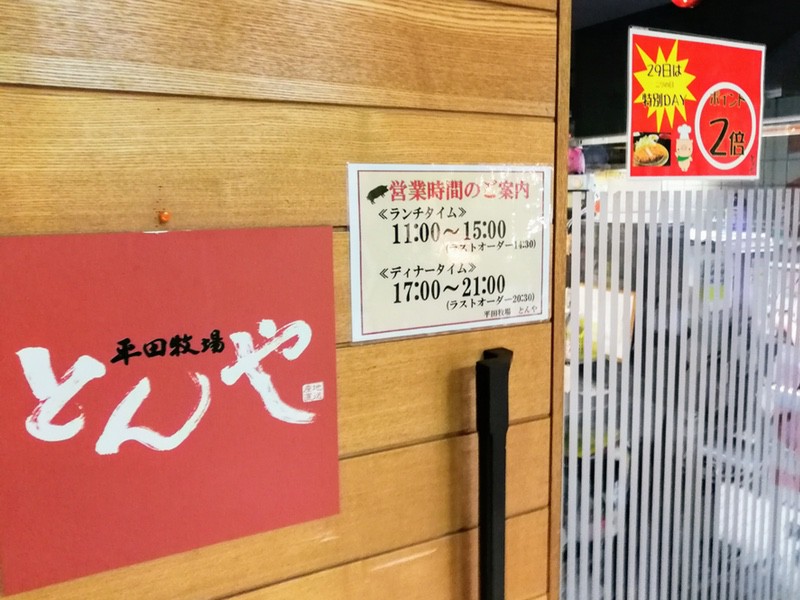 平田牧場
とんや
産地
直送
営業時間のご案内
≪ランチタイム≫
11:00～15:00
(ラストオーダー14:30)
≪ディナータイム≫
17:00～21:00
(ラストオーダー20:30)
平田牧場 とんや
29日は
特別DAY
ポイント
2倍